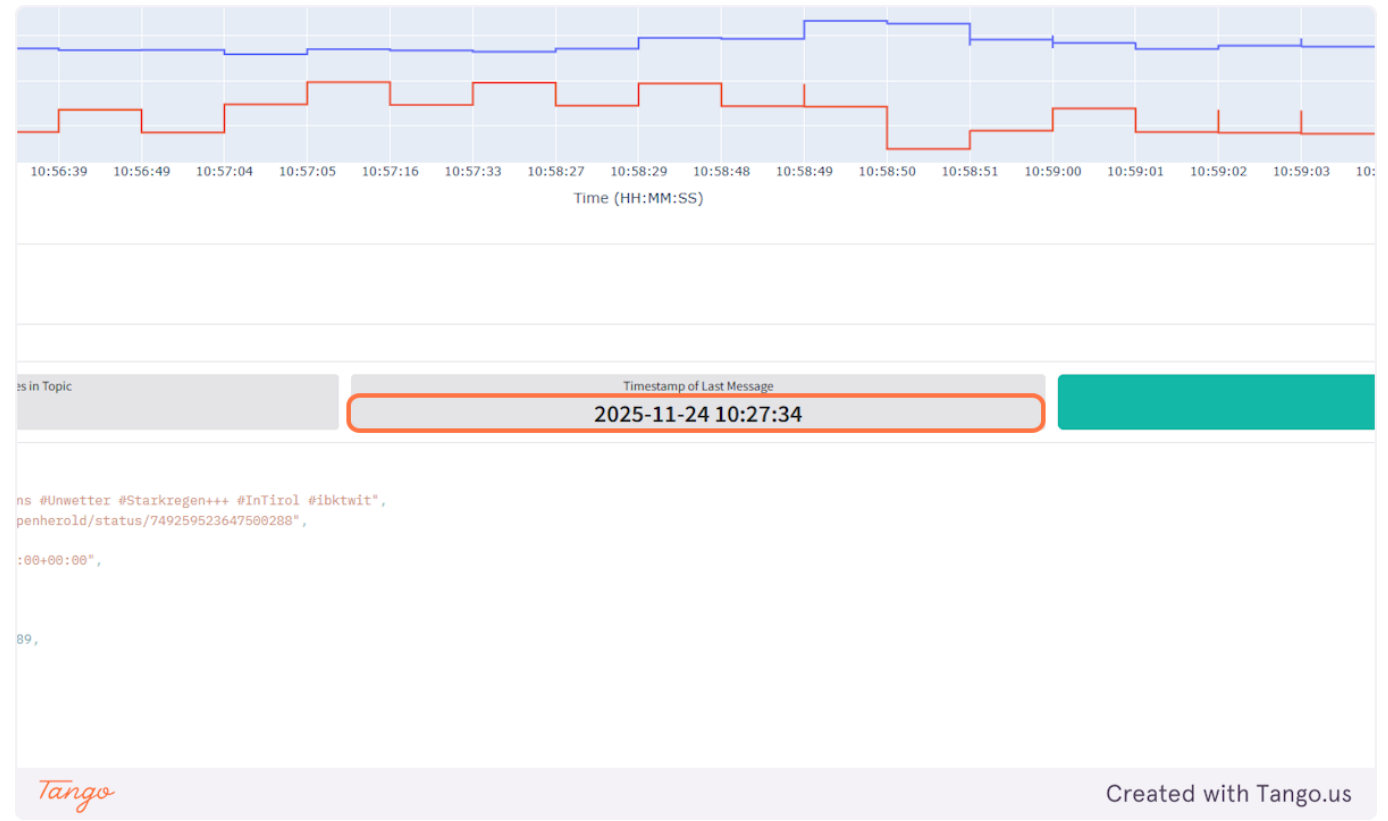 10:56:39 10:56:49 10:57:04 10:57:05 10:57:16 10:57:33 10:58:27 10:58:29 10:58:48 10:58:49 10:58:50 10:58:51 10:59:00 10:59:01 10:59:02 10:59:03 10:
Time (HH:MM:SS)
es in Topic
Timestamp of Last Message
2025-11-24 10:27:34
ns #Unwetter #Starkregen+++ #InTirol #ibktwit",
penherold/status/749259523647500288",
:00+00:00",
89,
Tango
Created with Tango.us